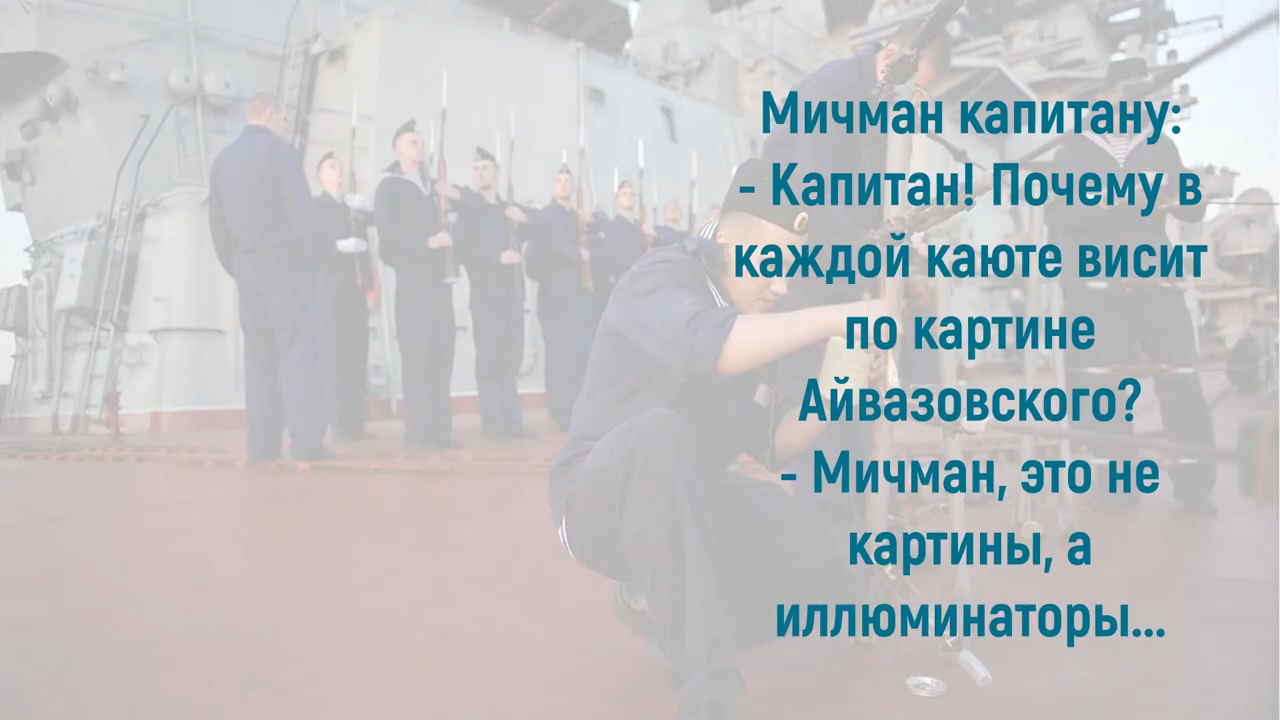 Мичман капитану:
- Капитан! Почему в
каждой каюте висит
по картине
Айвазовского?
- Мичман, это не
картины, а
иллюминаторы...